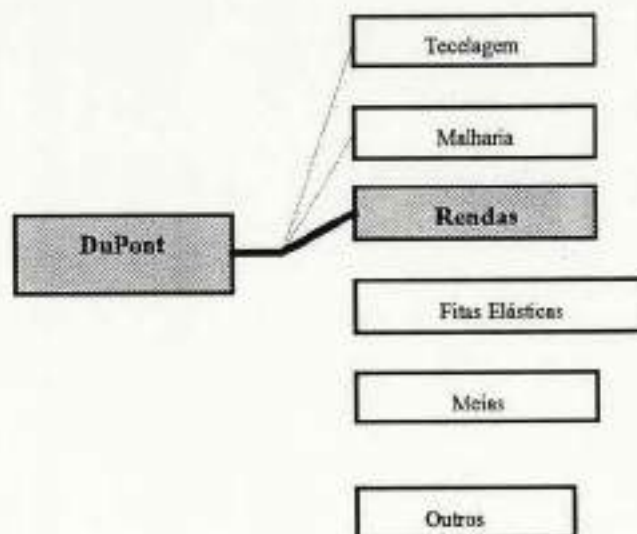 Tecelagem
Malharia
Rendas
DuPont
Fitas Elásticas
Meias
Outros